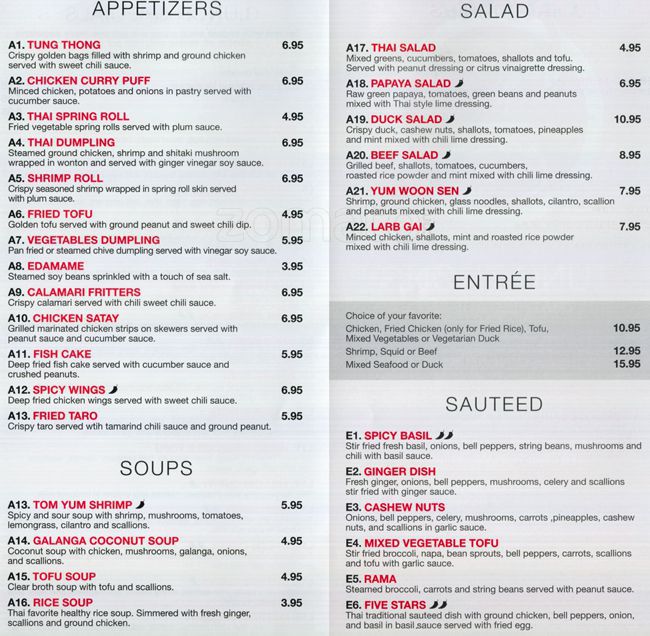 APPETIZERS
A1. TUNG THONG 6.95
Crispy golden bags filled with shrimp and ground chicken
served with sweet chili sauce.
A2. CHICKEN CURRY PUFF 6.95
Minced chicken, potatoes and onions in pastry served with
cucumber sauce.
A3. THAI SPRING ROLL 4.95
Fried vegetable spring rolls served with plum sauce.
A4. THAI DUMPLING 6.95
Steamed ground chicken, shrimp and shitaki mushroom
wrapped in wonton and served with ginger vinegar soy sauce.
A5. SHRIMP ROLL 6.95
Crispy seasoned shrimp wrapped in spring roll skin served
with plum sauce.
A6. FRIED TOFU 4.95
Golden tofu served with ground peanut and sweet chili dip.
A7. VEGETABLES DUMPLING 5.95
Pan fried or steamed chive dumpling served with vinegar soy sauce.
A8. EDAMAME 3.95
Steamed soy beans sprinkled with a touch of sea salt.
A9. CALAMARI FRITTERS 6.95
Crispy calamari served with chili sweet chili sauce.
A10. CHICKEN SATAY 6.95
Grilled marinated chicken strips on skewers served with
peanut sauce and cucumber sauce.
A11. FISH CAKE 5.95
Deep fried fish cake served with cucumber sauce and
crushed peanuts.
A12. SPICY WINGS 6.95
Deep fried chicken wings served with sweet chili sauce.
A13. FRIED TARO 5.95
Crispy taro served wtih tamarind chili sauce and ground peanut.
SOUPS
A13. TOM YUM SHRIMP 5.95
Spicy and sour soup with shrimp, mushrooms, tomatoes,
lemongrass, cilantro and scallions.
A14. GALANGA COCONUT SOUP 4.95
Coconut soup with chicken, mushrooms, galanga, onions,
and scallions.
A15. TOFU SOUP 4.95
Clear broth soup with tofu and scallions.
A16. RICE SOUP 3.95
Thai favorite healthy rice soup. Simmered with fresh ginger,
scallions and ground chicken.
SALAD
A17. THAI SALAD 4.95
Mixed greens, cucumbers, tomatoes, shallots and tofu.
Served with peanut dressing or citrus vinaigrette dressing.
A18. PAPAYA SALAD 6.95
Raw green papaya, tomatoes, green beans and peanuts
mixed with Thai style lime dressing.
A19. DUCK SALAD 10.95
Crispy duck, cashew nuts, shallots, tomatoes, pineapples
and mint mixed with chili lime dressing.
A20. BEEF SALAD 8.95
Grilled beef, shallots, tomatoes, cucumbers,
roasted rice powder and mint mixed with chili lime dressing.
A21. YUM WOON SEN 7.95
Shrimp, ground chicken, glass noodles, shallots, cilantro, scallion
and peanuts mixed with chili lime dressing.
A22. LARB GAI 7.95
Minced chicken, shallots, mint and roasted rice powder
mixed with chili lime dressing.
ENTRÉE
Choice of your favorite:
Chicken, Fried Chicken (only for Fried Rice), Tofu, 10.95
Mixed Vegetables or Vegetarian Duck
Shrimp, Squid or Beef 12.95
Mixed Seafood or Duck 15.95
SAUTEED
E1. SPICY BASIL
Stir fried fresh basil, onions, bell peppers, string beans, mushrooms and
chili with basil sauce.
E2. GINGER DISH
Fresh ginger, onions, bell peppers, mushrooms, celery and scallions
stir fried with ginger sauce.
E3. CASHEW NUTS
Onions, bell peppers, celery, mushrooms, carrots ,pineapples, cashew
nuts, and scallions in garlic sauce.
E4. MIXED VEGETABLE TOFU
Stir fried broccoli, napa, bean sprouts, bell peppers, carrots, scallions
and tofu with garlic sauce.
E5. RAMA
Steamed broccoli, carrots and string beans served with peanut sauce.
E6. FIVE STARS
Thai traditional sauteed dish with ground chicken, bell peppers, onion,
and basil in basil,sauce served with fried egg.